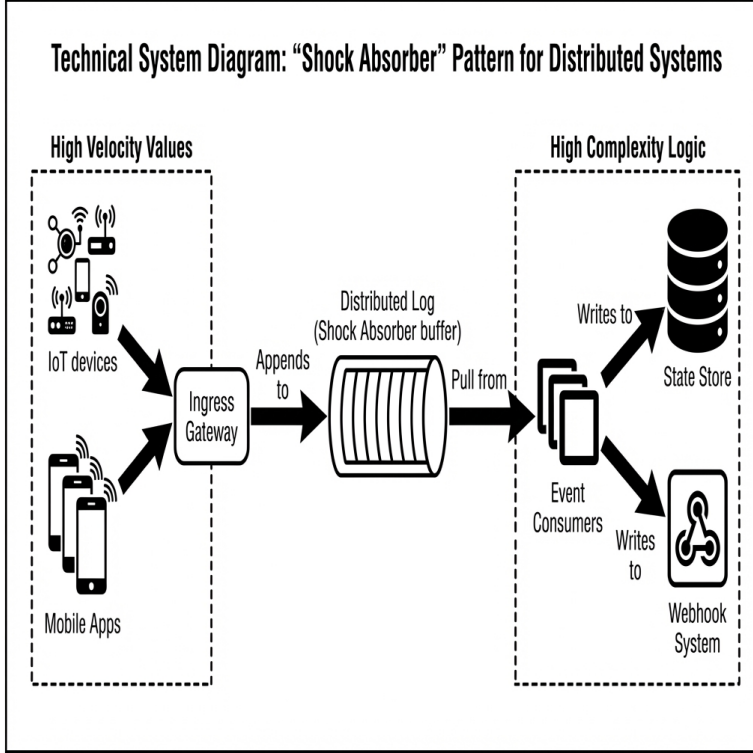 Technical System Diagram: “Shock Absorber” Pattern for Distributed Systems
High Velocity Values
High Complexity Logic
IoT devices
Mobile Apps
Ingress
Gateway
Appends
to
Distributed Log
(Shock Absorber buffer)
Pull from
Event
Consumers
Writes to
State Store
Writes
to
Webhook
System